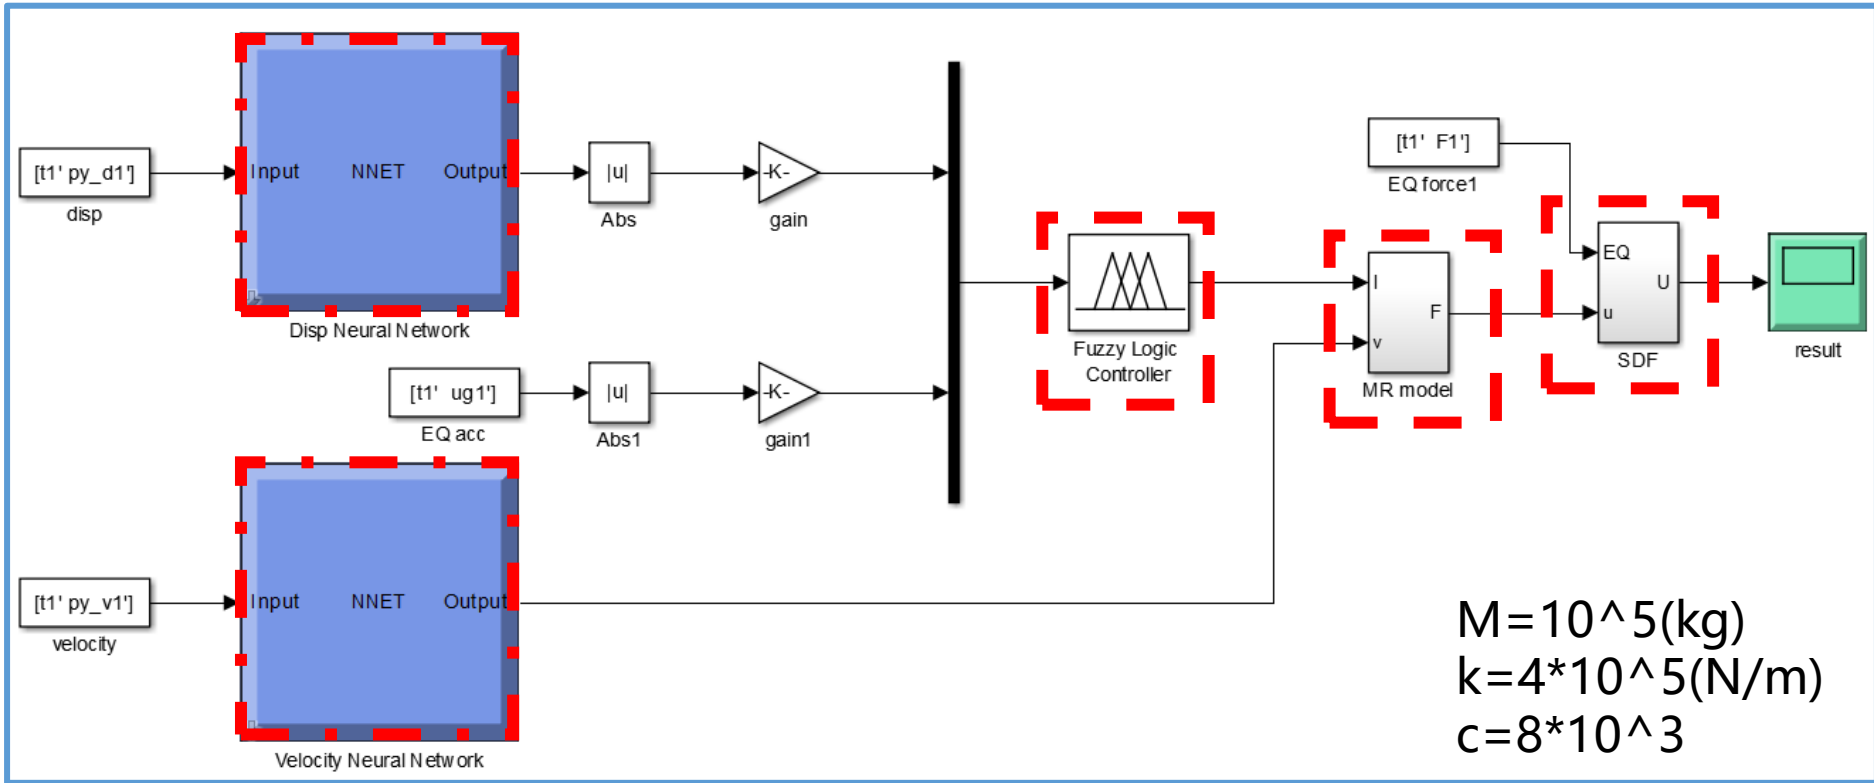 [t1' py_d1']
disp
Input NNET Output
Disp Neural Network
|u|
Abs
-K-
gain
[t1' ug1']
EQ acc
|u|
Abs1
-K-
gain1
[t1' py_v1']
velocity
Input NNET Output
Velocity Neural Network
Fuzzy Logic
Controller
I
v
F
MR model
[t1' F1']
EQ force1
EQ
u
U
SDF
result
M=10^5(kg)
k=4*10^5(N/m)
c=8*10^3